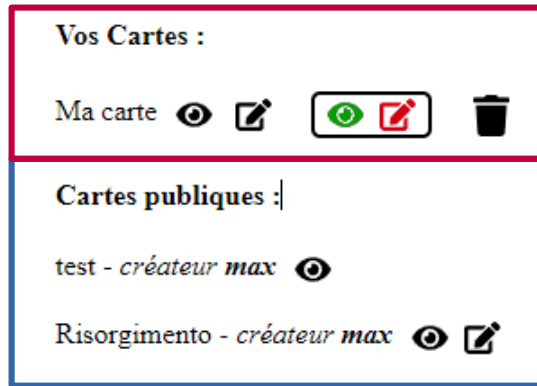 Vos Cartes :
Ma carte
Cartes publiques :
test - créateur max
Risorgimento - créateur max